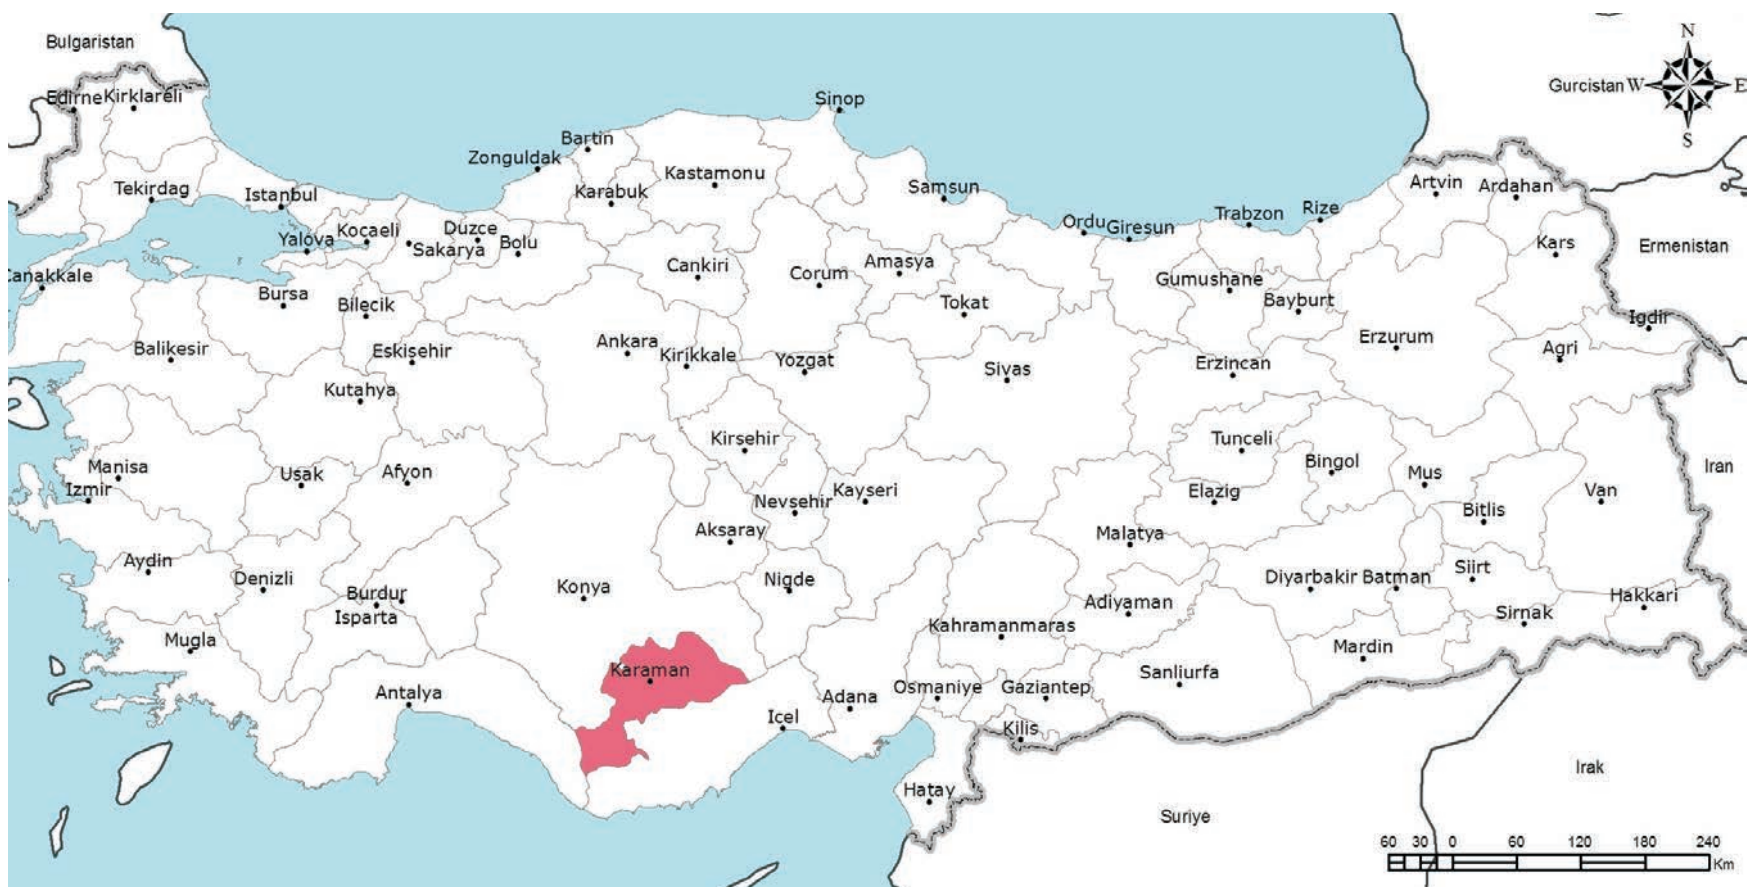 Bulgaristan
N
Gurcistan W E
S
Edirne Kirklareli
Sinop
Bartin
Zonguldak
Kastamonu
Karabuk
Tekirdag
Istanbul
Samsun
Artvin Ardahan
Ordu Giresun
Trabzon
Rize
Yalova
Kocaeli
Sakarya
Duzce
Bolu
Kars
Ermenistan
Canakkale
Cankiri
Corum
Amasya
Gumushane
Bursa
Bilecik
Tokat
Bayburt
Igdir
Balikesir
Eskisehir
Ankara
Kirikkale
Yozgat
Sivas
Erzincan
Erzurum
Agri
Kutahya
Kirsehir
Tunceli
Manisa
Izmir
Usak
Afyon
Bingol
Mus
Iran
Nevsehir
Kayseri
Elazig
Bitlis
Van
Aksaray
Malatya
Aydin
Denizli
Burdur
Isparta
Konya
Nigde
Adiyaman
Diyarbakir Batman
Siirt
Sirnak
Hakkari
Mugla
Kahramanmaras
Mardin
Karaman
Antalya
Icel
Adana
Osmaniye
Gaziantep
Sanliurfa
Kilis
Hatay
Irak
Suriye
60 30 0 60 120 180 240
Km